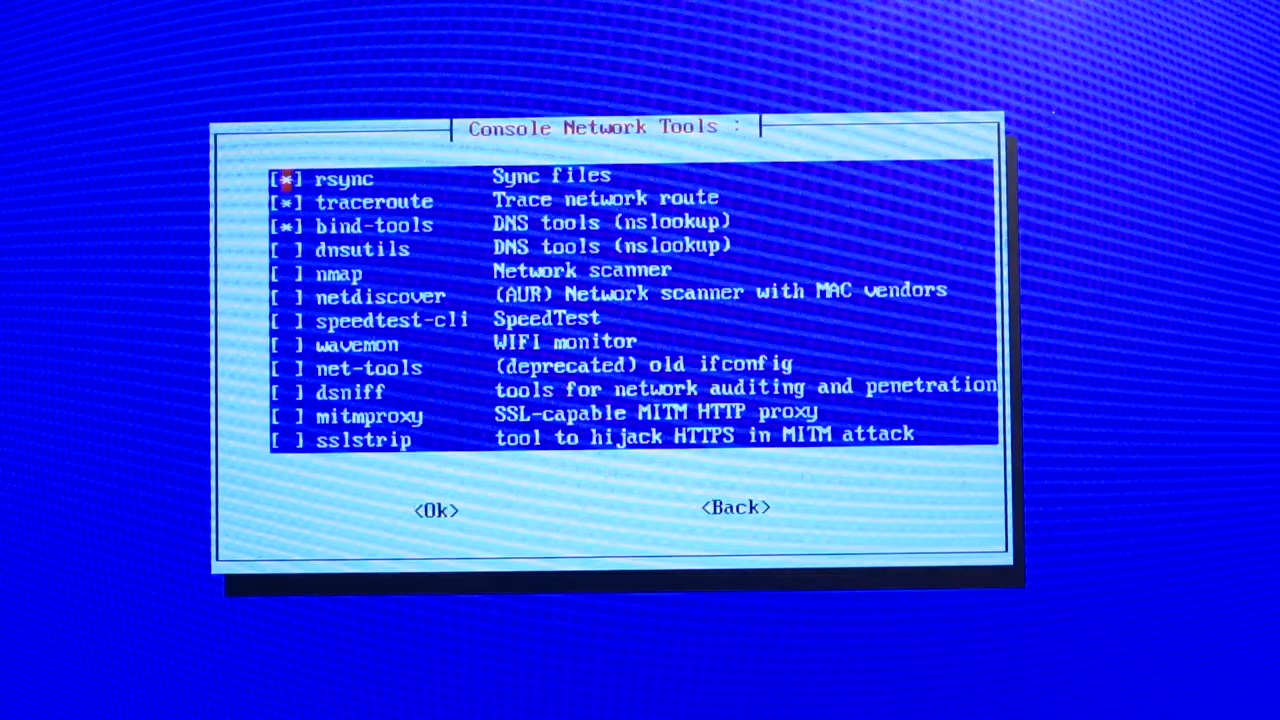 Console Network Tools :
[*] rsync Sync files
[*] traceroute Trace network route
[*] bind-tools DNS tools (nslookup)
[ ] dnsutils DNS tools (nslookup)
[ ] nmap Network scanner
[ ] netdiscover (AUR) Network scanner with MAC vendors
[ ] speedtest-cli SpeedTest
[ ] wavemon WIFI monitor
[ ] net-tools (deprecated) old ifconfig
[ ] dsniff tools for network auditing and penetration
[ ] mitmproxy SSL-capable MITM HTTP proxy
[ ] sslstrip tool to hijack HTTPS in MITM attack
<Ok> <Back>